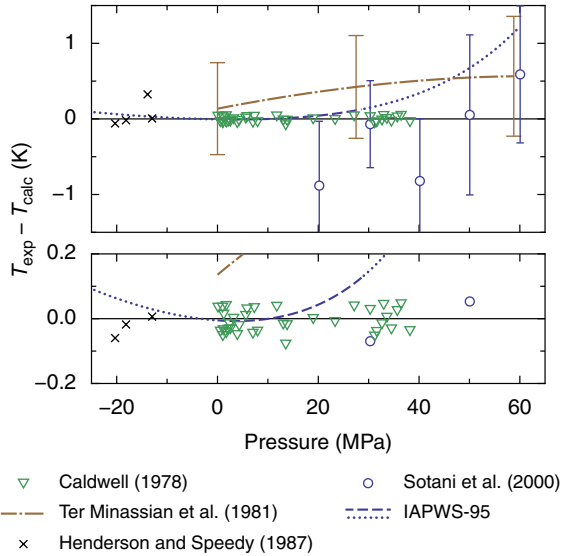 1
0
−1
T_exp − T_calc (K)
0.2
0.0
−0.2
−20 0 20 40 60
Pressure (MPa)
Caldwell (1978)
Sotani et al. (2000)
Ter Minassian et al. (1981)
IAPWS-95
Henderson and Speedy (1987)